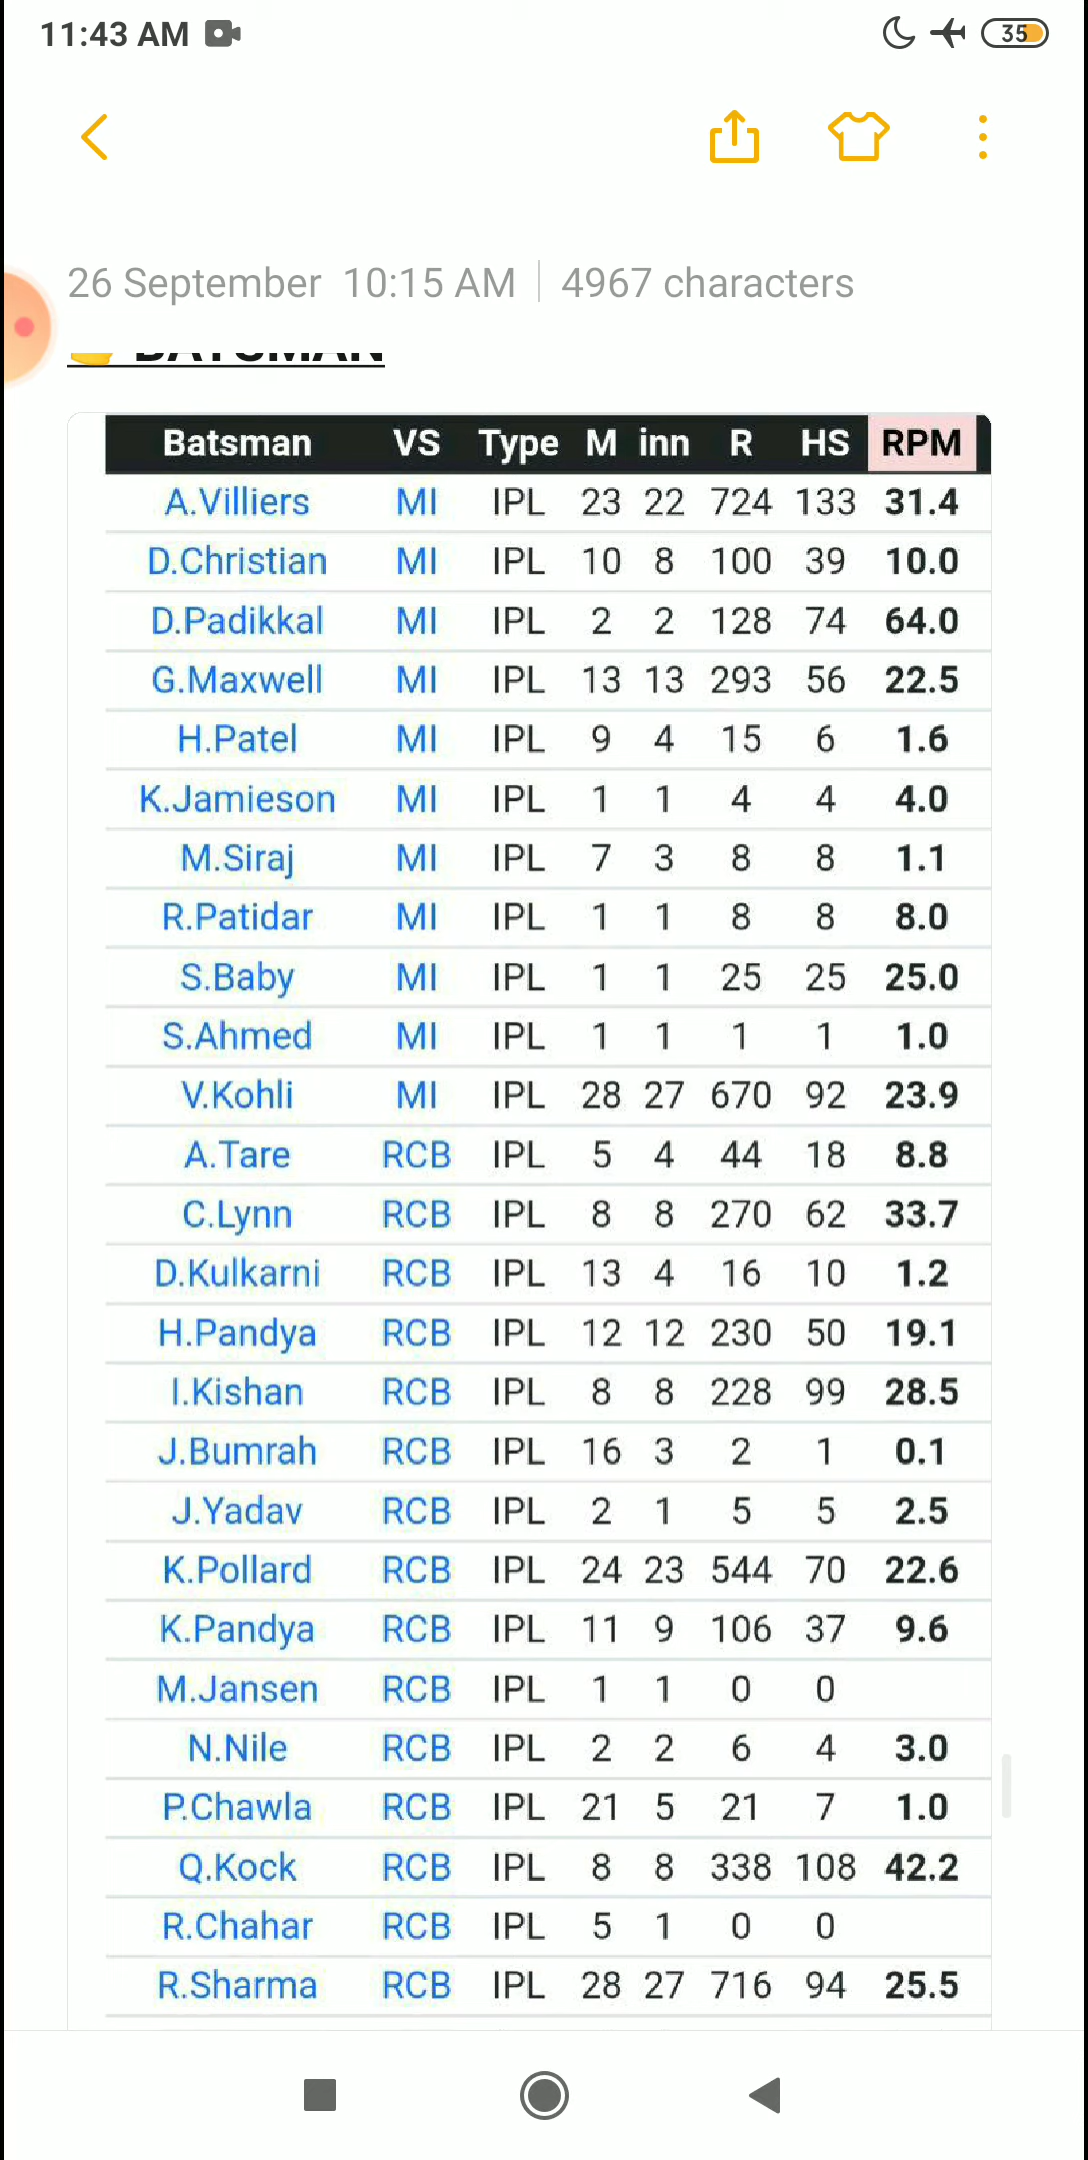 11:43 AM 35
26 September 10:15 AM | 4967 characters
BATSMAN
Batsman VS Type M inn R HS RPM
A.Villiers MI IPL 23 22 724 133 31.4
D.Christian MI IPL 10 8 100 39 10.0
D.Padikkal MI IPL 2 2 128 74 64.0
G.Maxwell MI IPL 13 13 293 56 22.5
H.Patel MI IPL 9 4 15 6 1.6
K.Jamieson MI IPL 1 1 4 4 4.0
M.Siraj MI IPL 7 3 8 8 1.1
R.Patidar MI IPL 1 1 8 8 8.0
S.Baby MI IPL 1 1 25 25 25.0
S.Ahmed MI IPL 1 1 1 1 1.0
V.Kohli MI IPL 28 27 670 92 23.9
A.Tare RCB IPL 5 4 44 18 8.8
C.Lynn RCB IPL 8 8 270 62 33.7
D.Kulkarni RCB IPL 13 4 16 10 1.2
H.Pandya RCB IPL 12 12 230 50 19.1
I.Kishan RCB IPL 8 8 228 99 28.5
J.Bumrah RCB IPL 16 3 2 1 0.1
J.Yadav RCB IPL 2 1 5 5 2.5
K.Pollard RCB IPL 24 23 544 70 22.6
K.Pandya RCB IPL 11 9 106 37 9.6
M.Jansen RCB IPL 1 1 0 0
N.Nile RCB IPL 2 2 6 4 3.0
P.Chawla RCB IPL 21 5 21 7 1.0
Q.Kock RCB IPL 8 8 338 108 42.2
R.Chahar RCB IPL 5 1 0 0
R.Sharma RCB IPL 28 27 716 94 25.5